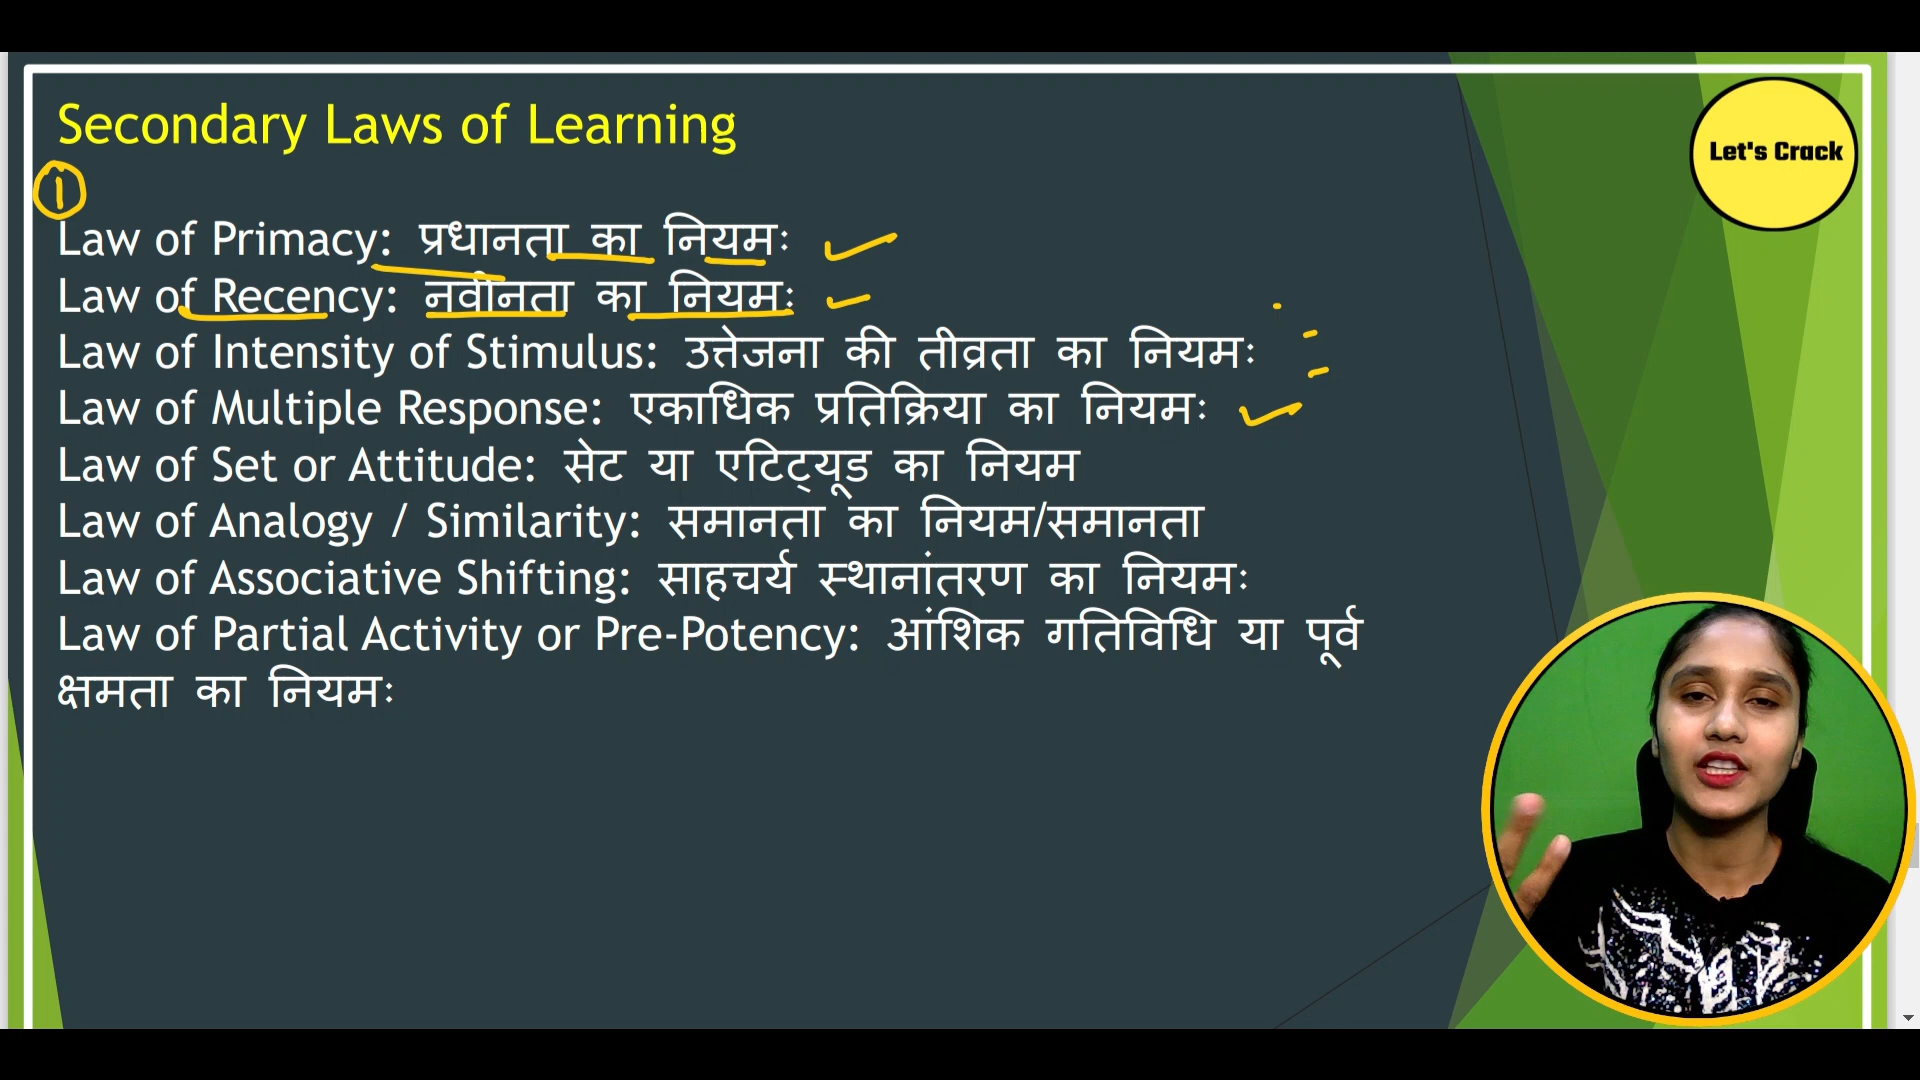 Secondary Laws of Learning
Let's Crack
1
Law of Primacy: प्रधानता का नियमः
Law of Recency: नवीनता का नियमः
Law of Intensity of Stimulus: उत्तेजना की तीव्रता का नियमः
Law of Multiple Response: एकाधिक प्रतिक्रिया का नियमः
Law of Set or Attitude: सेट या एटिट्यूड का नियम
Law of Analogy / Similarity: समानता का नियम/समानता
Law of Associative Shifting: साहचर्य स्थानांतरण का नियमः
Law of Partial Activity or Pre-Potency: आंशिक गतिविधि या पूर्व
क्षमता का नियमः